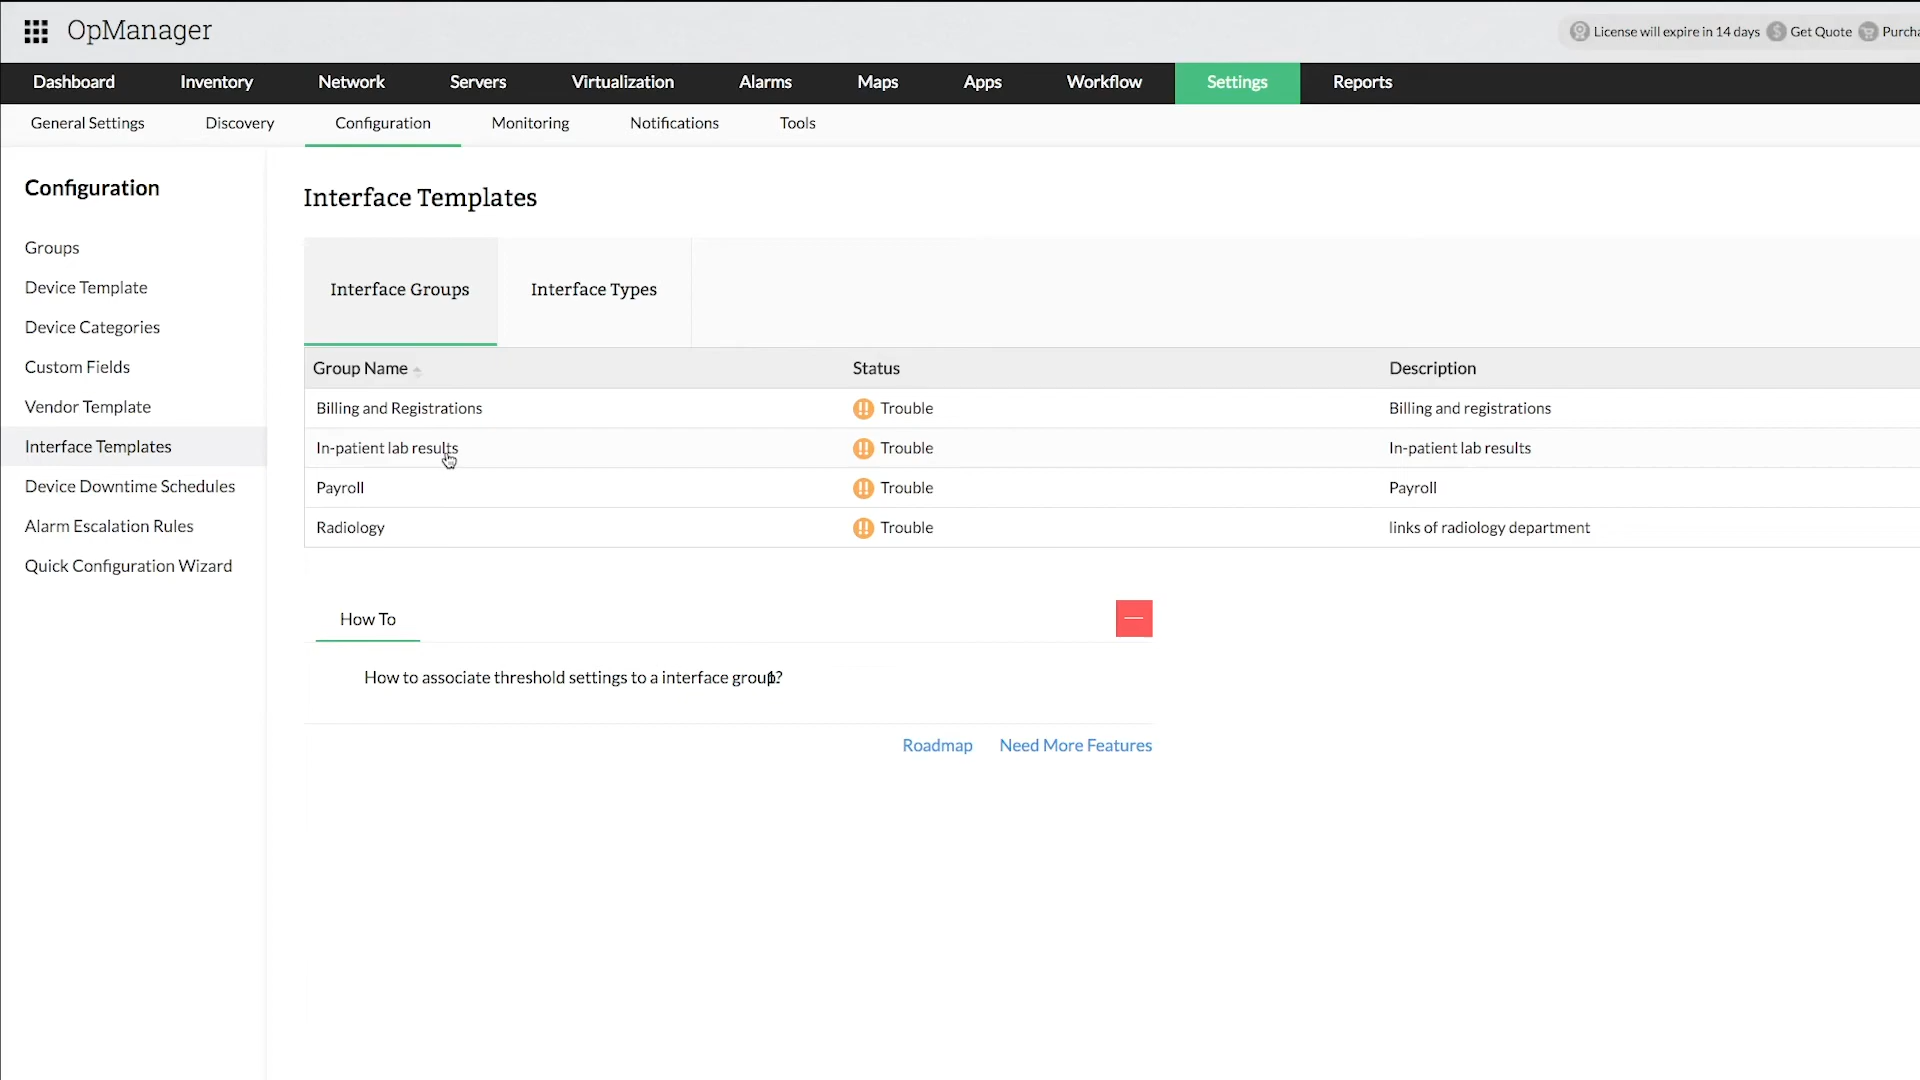 OpManager
License will expire in 14 days Get Quote Purcha
Dashboard Inventory Network Servers Virtualization Alarms Maps Apps Workflow Settings Reports
General Settings Discovery Configuration Monitoring Notifications Tools
Configuration
Groups
Device Template
Device Categories
Custom Fields
Vendor Template
Interface Templates
Device Downtime Schedules
Alarm Escalation Rules
Quick Configuration Wizard
Interface Templates
Interface Groups Interface Types
Group Name Status Description
Billing and Registrations Trouble Billing and registrations
In-patient lab results Trouble In-patient lab results
Payroll Trouble Payroll
Radiology Trouble links of radiology department
How To
How to associate threshold settings to a interface group?
Roadmap Need More Features